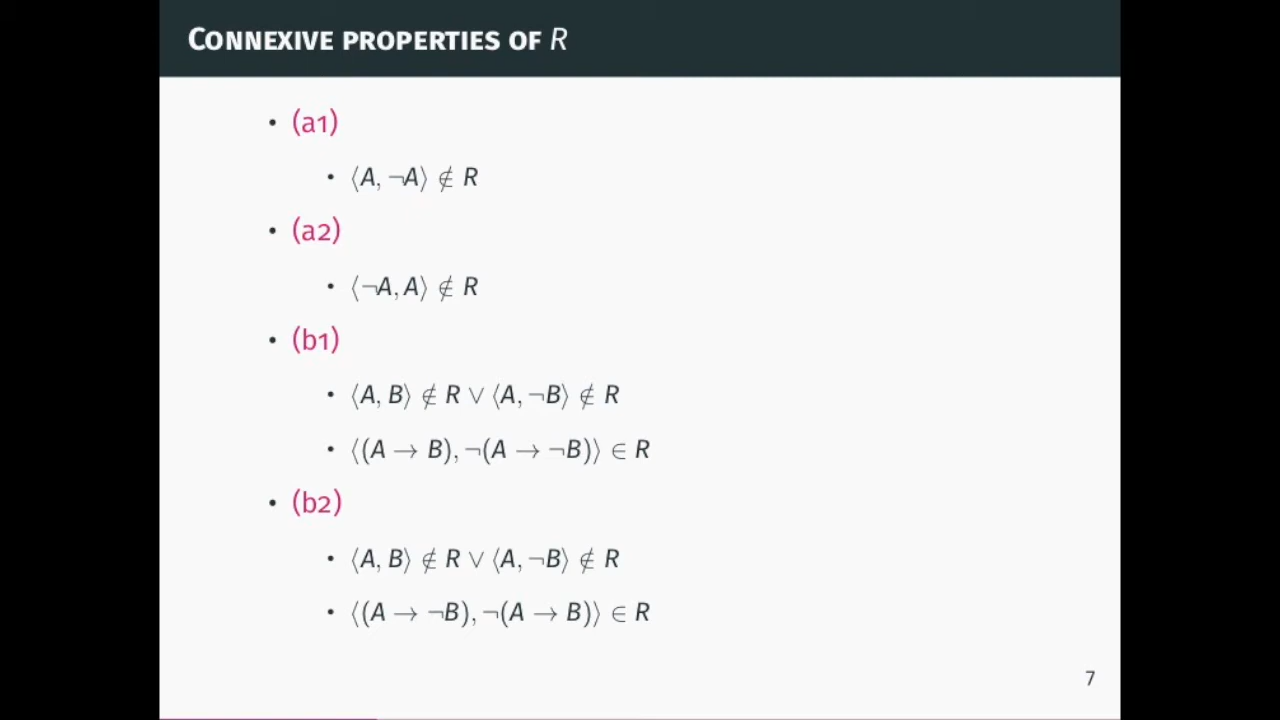 CONNEXIVE PROPERTIES OF R
• (a1)
• ⟨A, ¬A⟩ ∉ R
• (a2)
• ⟨¬A, A⟩ ∉ R
• (b1)
• ⟨A, B⟩ ∉ R ∨ ⟨A, ¬B⟩ ∉ R
• ⟨(A → B), ¬(A → ¬B)⟩ ∈ R
• (b2)
• ⟨A, B⟩ ∉ R ∨ ⟨A, ¬B⟩ ∉ R
• ⟨(A → ¬B), ¬(A → B)⟩ ∈ R
7